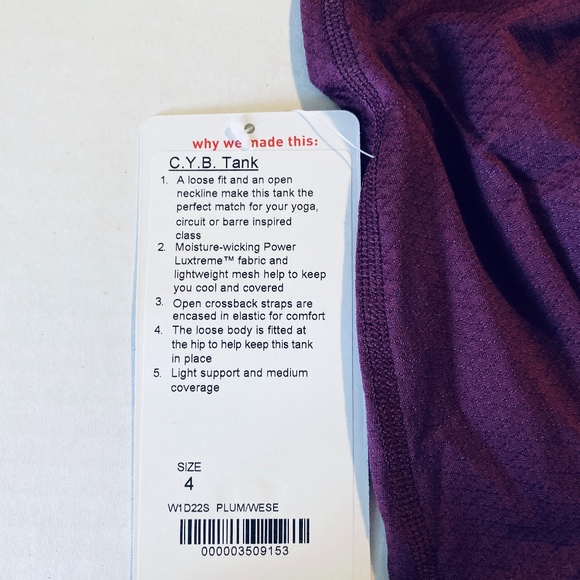 why we made this:
C.Y.B. Tank
1. A loose fit and an open
neckline make this tank the
perfect match for your yoga,
circuit or barre inspired
class
2. Moisture-wicking Power
Luxtreme™ fabric and
lightweight mesh help to keep
you cool and covered
3. Open crossback straps are
encased in elastic for comfort
4. The loose body is fitted at
the hip to help keep this tank
in place
5. Light support and medium
coverage
SIZE
4
W1D22S PLUM/WESE
000003509153